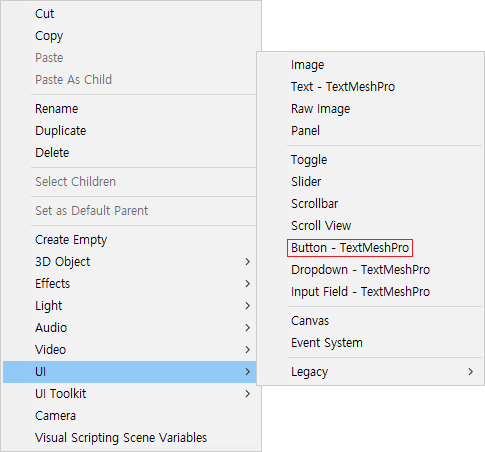 Cut
Copy
Paste
Paste As Child
Rename
Duplicate
Delete
Select Children
Set as Default Parent
Create Empty
3D Object
Effects
Light
Audio
Video
UI
UI Toolkit
Camera
Visual Scripting Scene Variables
Image
Text - TextMeshPro
Raw Image
Panel
Toggle
Slider
Scrollbar
Scroll View
Button - TextMeshPro
Dropdown - TextMeshPro
Input Field - TextMeshPro
Canvas
Event System
Legacy